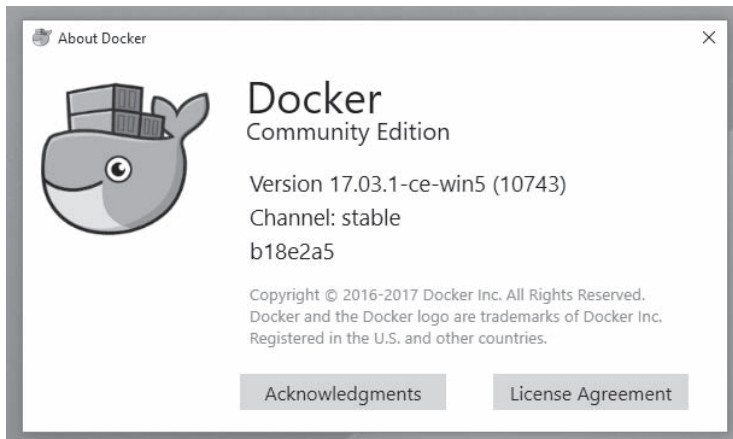 About Docker
Docker
Community Edition
Version 17.03.1-ce-win5 (10743)
Channel: stable
b18e2a5
Copyright © 2016-2017 Docker Inc. All Rights Reserved.
Docker and the Docker logo are trademarks of Docker Inc.
Registered in the U.S. and other countries.
Acknowledgments
License Agreement